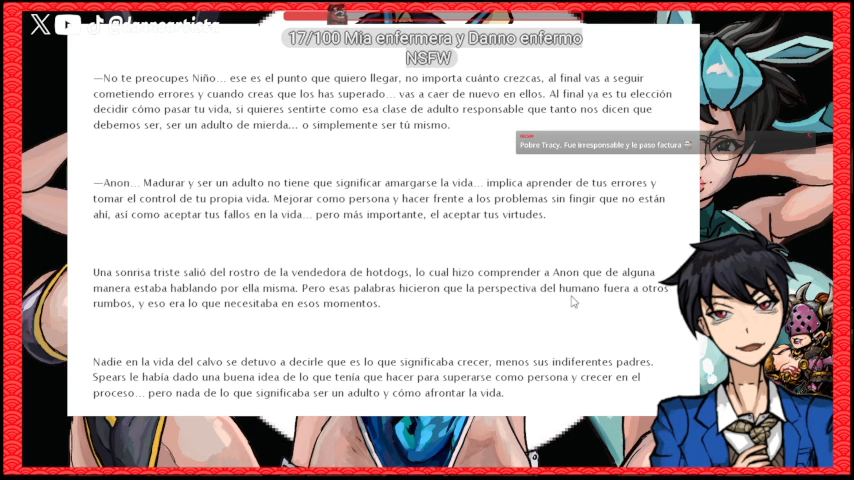 @dannoartista
17/100 Mia enfermera y Danno enfermo
NSFW
—No te preocupes Niño... ese es el punto que quiero llegar, no importa cuánto crezcas, al final vas a seguir
cometiendo errores y cuando creas que los has superado... vas a caer de nuevo en ellos. Al final ya es tu elección
decidir cómo pasar tu vida, si quieres sentirte como esa clase de adulto responsable que tanto nos dicen que
debemos ser, ser un adulto de mierda... o simplemente ser tú mismo.
Pobre Tracy. Fue irresponsable y le paso factura
—Anon... Madurar y ser un adulto no tiene que significar amargarse la vida... implica aprender de tus errores y
tomar el control de tu propia vida. Mejorar como persona y hacer frente a los problemas sin fingir que no están
ahí, así como aceptar tus fallos en la vida... pero más importante, el aceptar tus virtudes.
Una sonrisa triste salió del rostro de la vendedora de hotdogs, lo cual hizo comprender a Anon que de alguna
manera estaba hablando por ella misma. Pero esas palabras hicieron que la perspectiva del humano fuera a otros
rumbos, y eso era lo que necesitaba en esos momentos.
Nadie en la vida del calvo se detuvo a decirle que es lo que significaba crecer, menos sus indiferentes padres.
Spears le había dado una buena idea de lo que tenía que hacer para superarse como persona y crecer en el
proceso... pero nada de lo que significaba ser un adulto y cómo afrontar la vida.